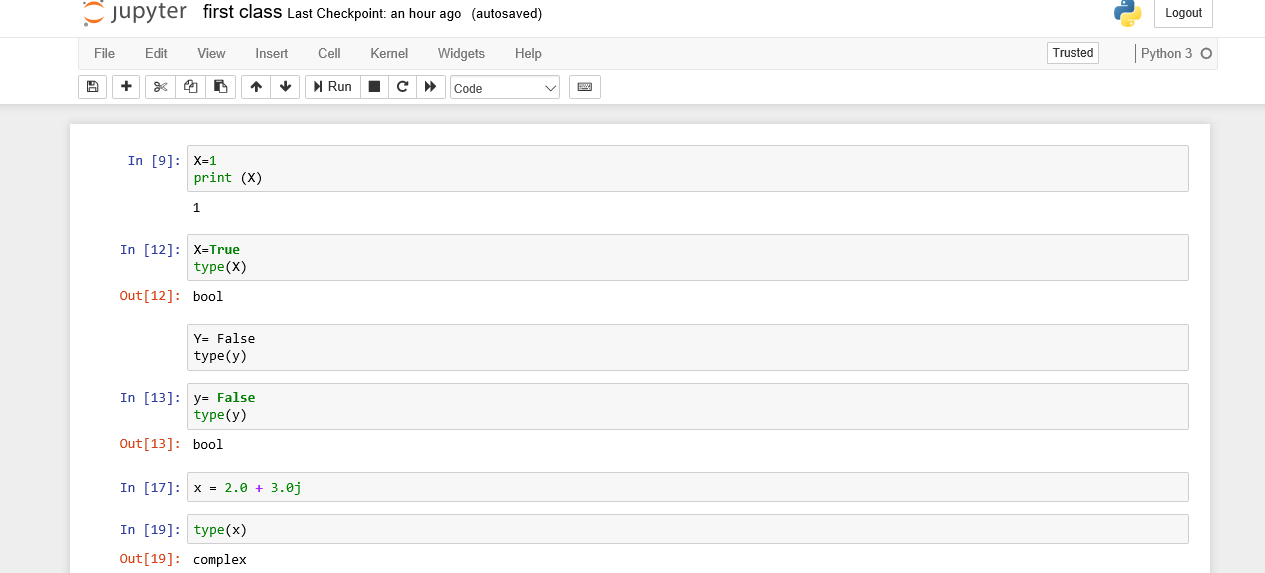 jupyter first class Last Checkpoint: an hour ago (autosaved) Logout
File Edit View Insert Cell Kernel Widgets Help Trusted Python 3
Run Code
In [9]: X=1
print (X)
1
In [12]: X=True
type(X)
Out[12]: bool
Y= False
type(y)
In [13]: y= False
type(y)
Out[13]: bool
In [17]: x = 2.0 + 3.0j
In [19]: type(x)
Out[19]: complex